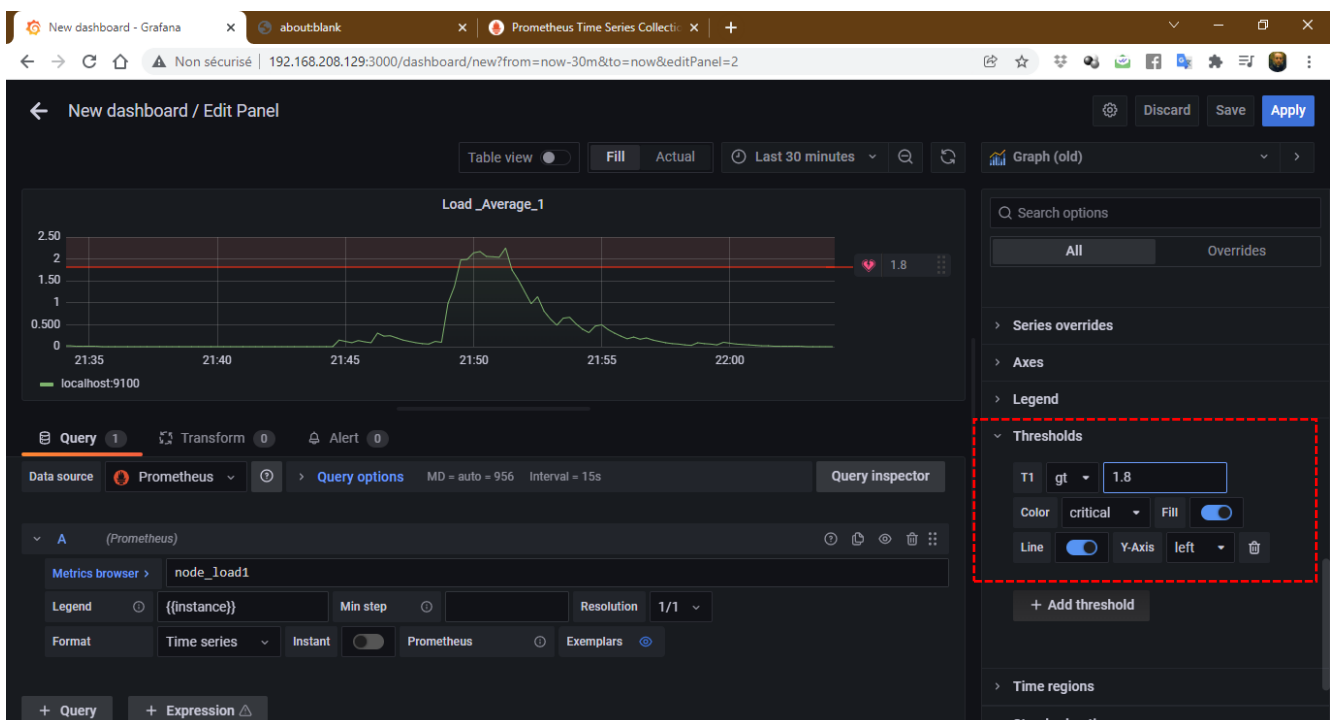 New dashboard - Grafana
about:blank
Prometheus Time Series Collectio
Non sécurisé | 192.168.208.129:3000/dashboard/new?from=now-30m&to=now&editPanel=2
New dashboard / Edit Panel
Discard Save Apply
Table view Fill Actual Last 30 minutes
Graph (old)
Load _Average_1
2.50
2
1.50
1
0.500
0
21:35 21:40 21:45 21:50 21:55 22:00
1.8
localhost:9100
Search options
All Overrides
Series overrides
Axes
Legend
Thresholds
T1 gt 1.8
Color critical Fill
Line Y-Axis left
+ Add threshold
Time regions
Query 1 Transform 0 Alert 0
Data source Prometheus > Query options MD = auto = 956 Interval = 15s Query inspector
A (Prometheus)
Metrics browser > node_load1
Legend {{instance}} Min step Resolution 1/1
Format Time series Instant Prometheus Exemplars
+ Query + Expression